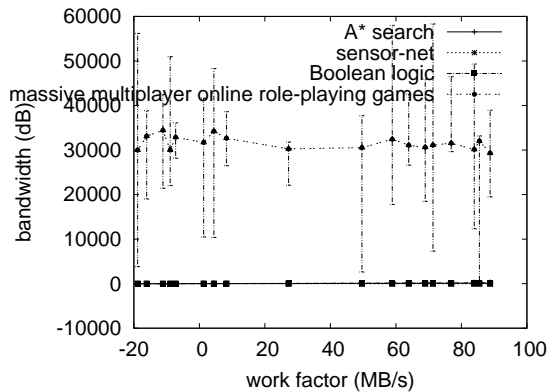 60000
50000
40000
30000
20000
10000
0
-10000
-20
0
20
40
60
80
100
bandwidth (dB)
work factor (MB/s)
A* search
sensor-net
Boolean logic
massive multiplayer online role-playing games